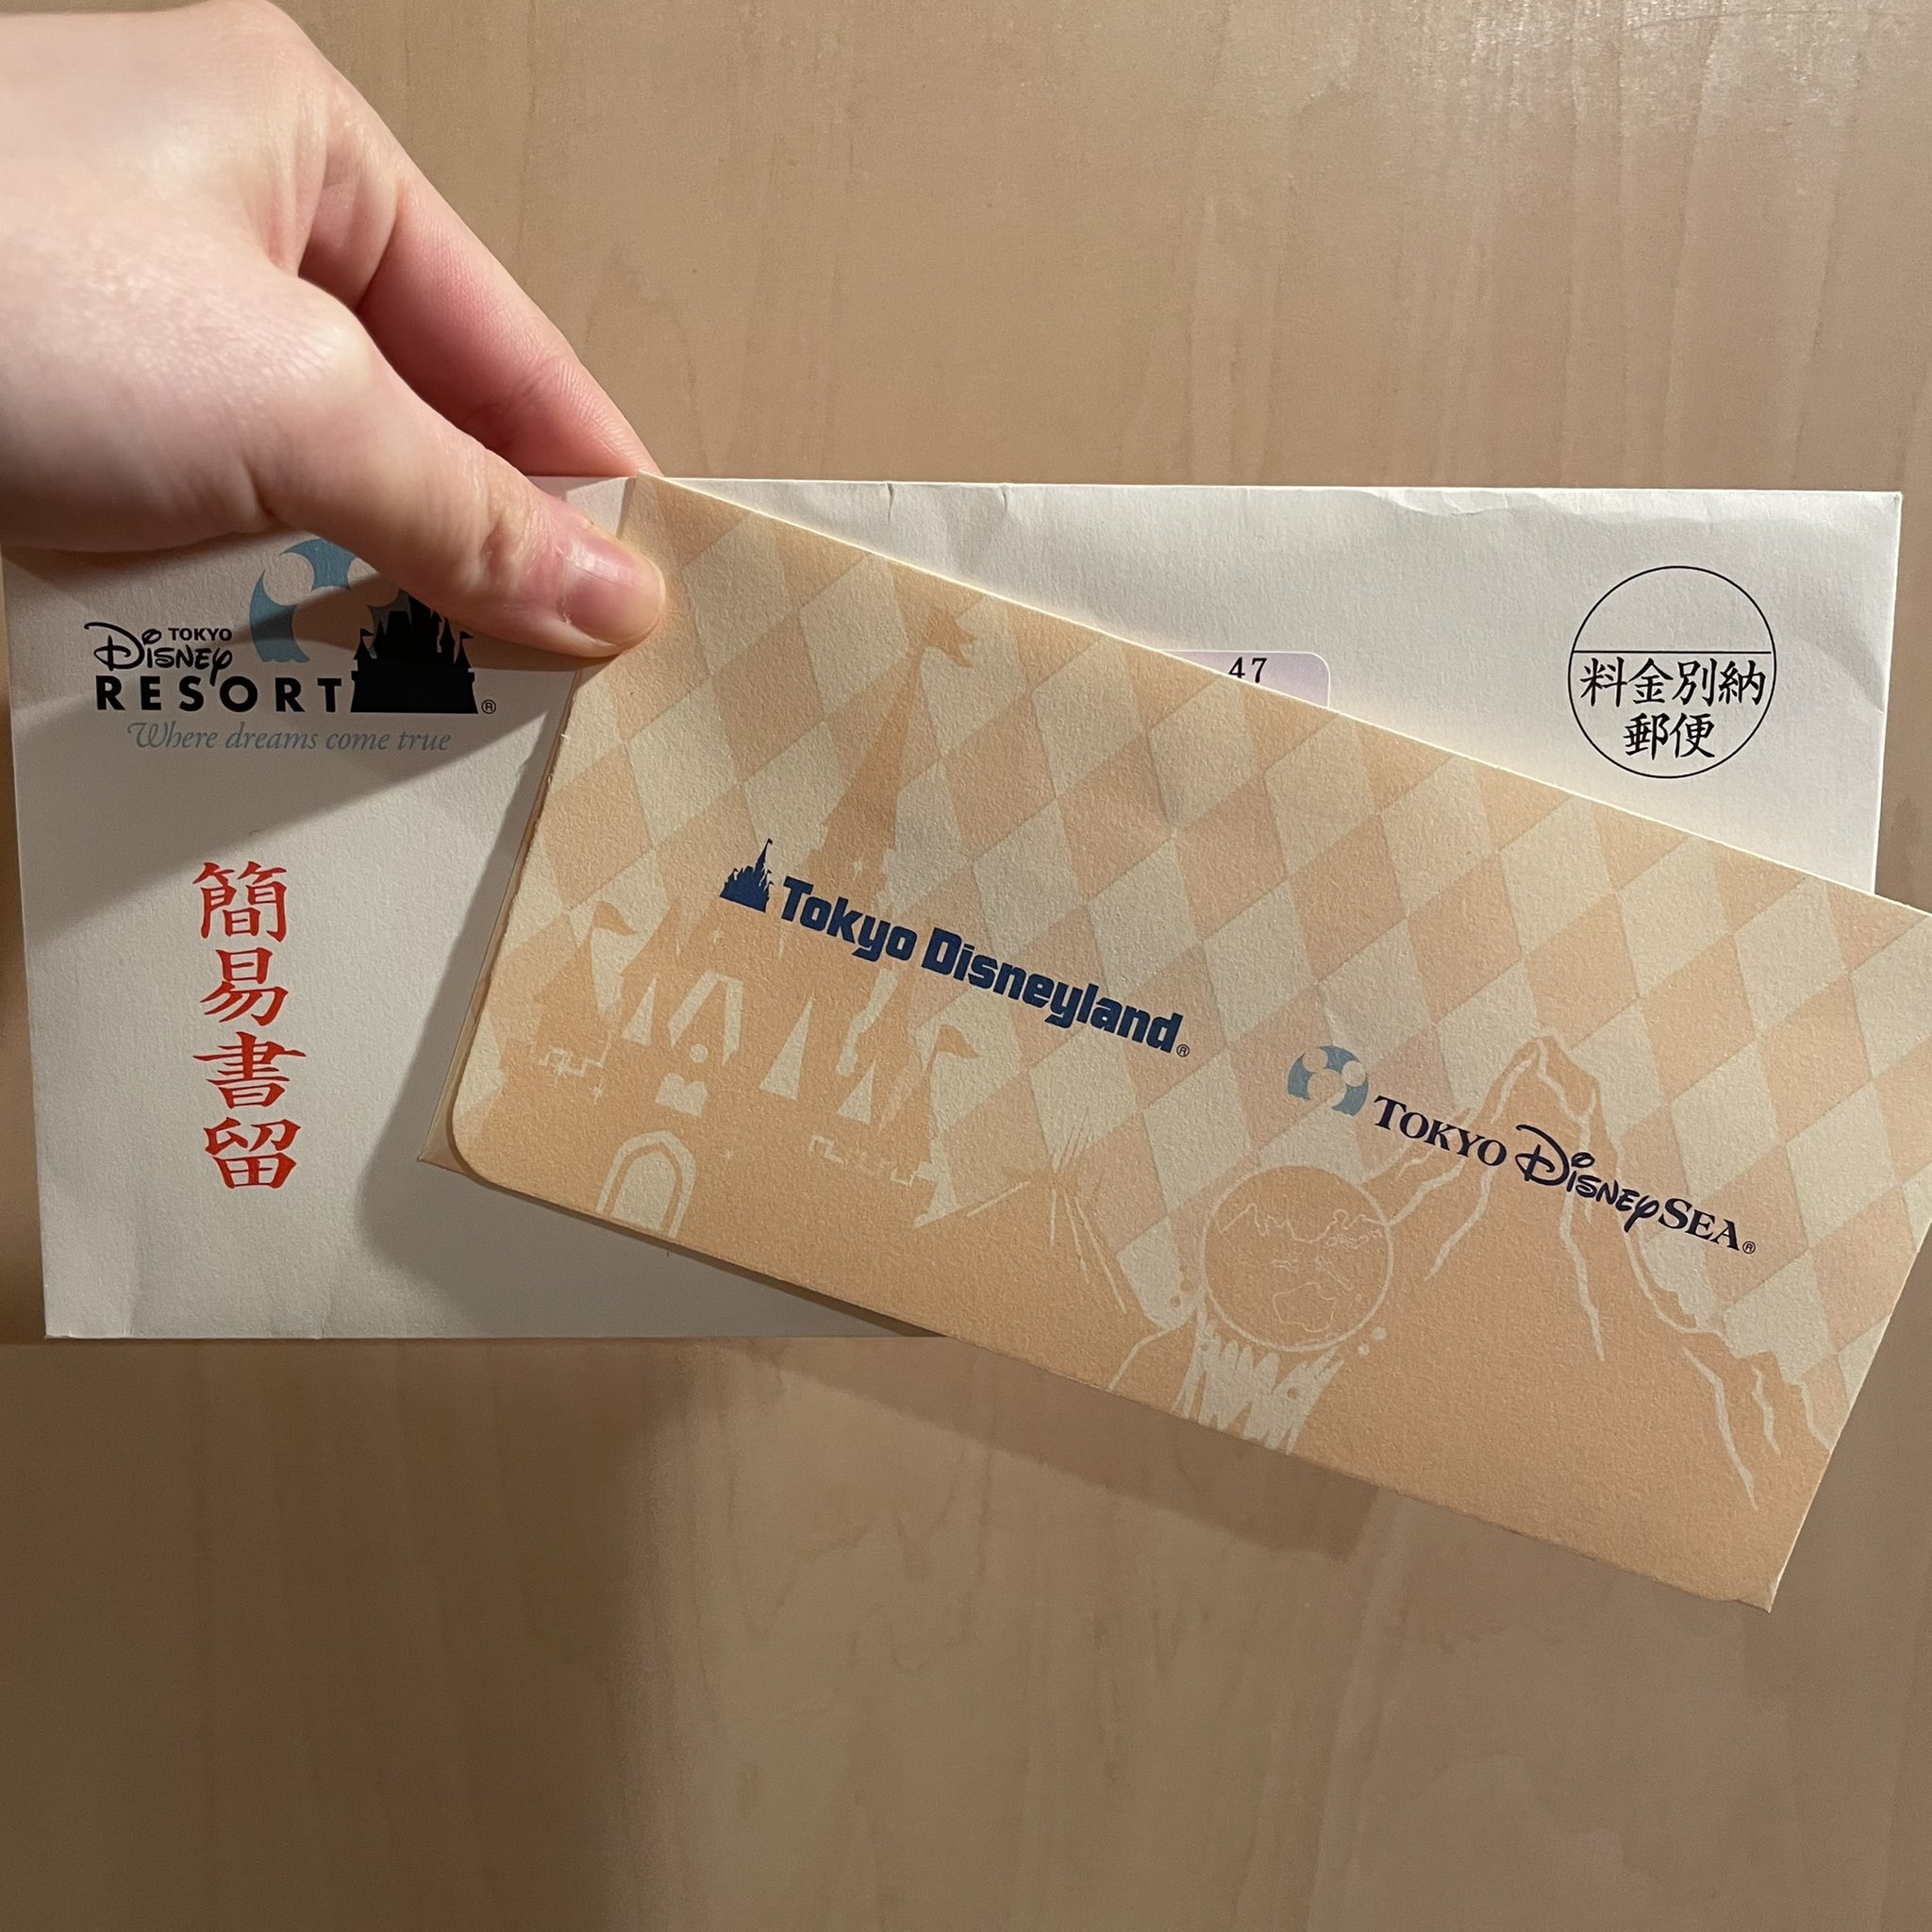 TOKYO
Disney
RESORT®
Where dreams come true
簡易書留
47
料金別納
郵便
Tokyo Disneyland®
TOKYO DisneySEA®